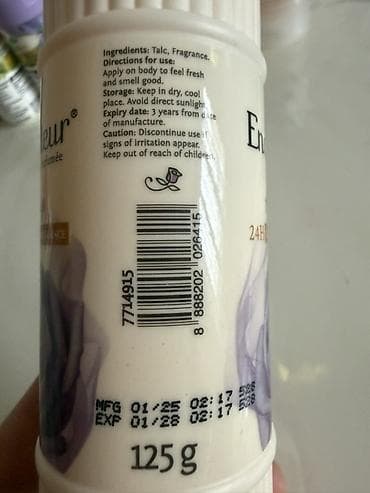 Ingredients: Talc, Fragrance.
Directions for use:
Apply on body to feel fresh
and smell good.
Storage: Keep in dry, cool
place. Avoid direct sunlight.
Expiry date: 3 years from date
of manufacture.
Caution: Discontinue use if
signs of irritation appear.
Keep out of reach of children.
eur®
En
24H
7714915
8 888202 026415
MFG 01/25 02:17
EXP 01/28 02:17
125g